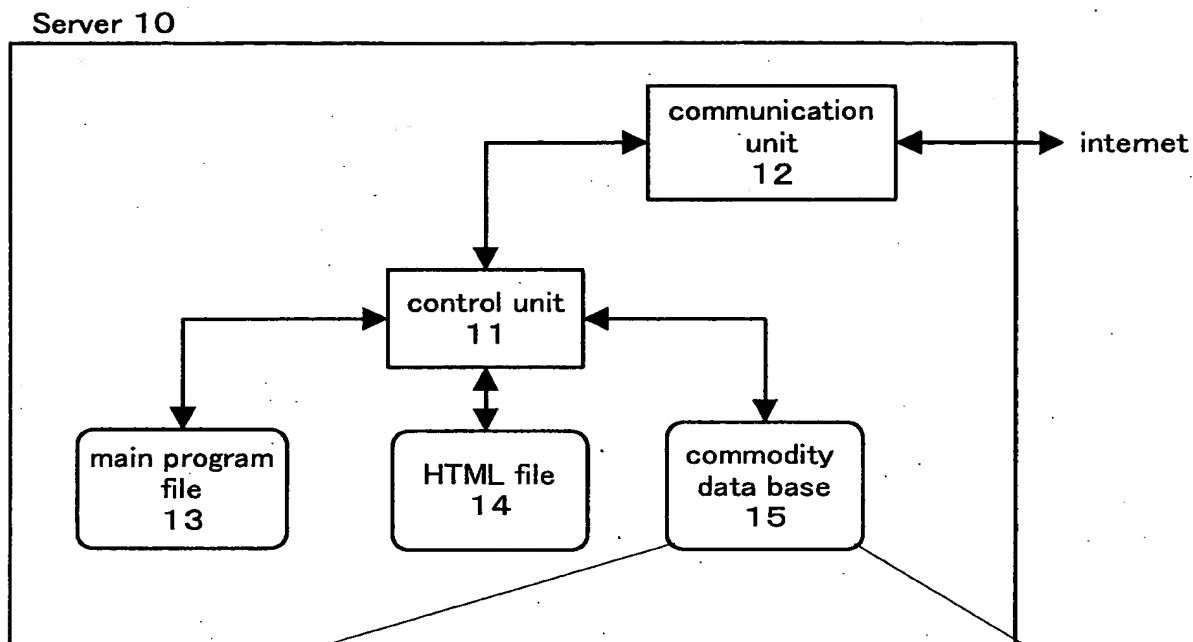 Server 10
communication
unit
12
internet
control unit
11
main program
file
13
HTML file
14
commodity
data base
15